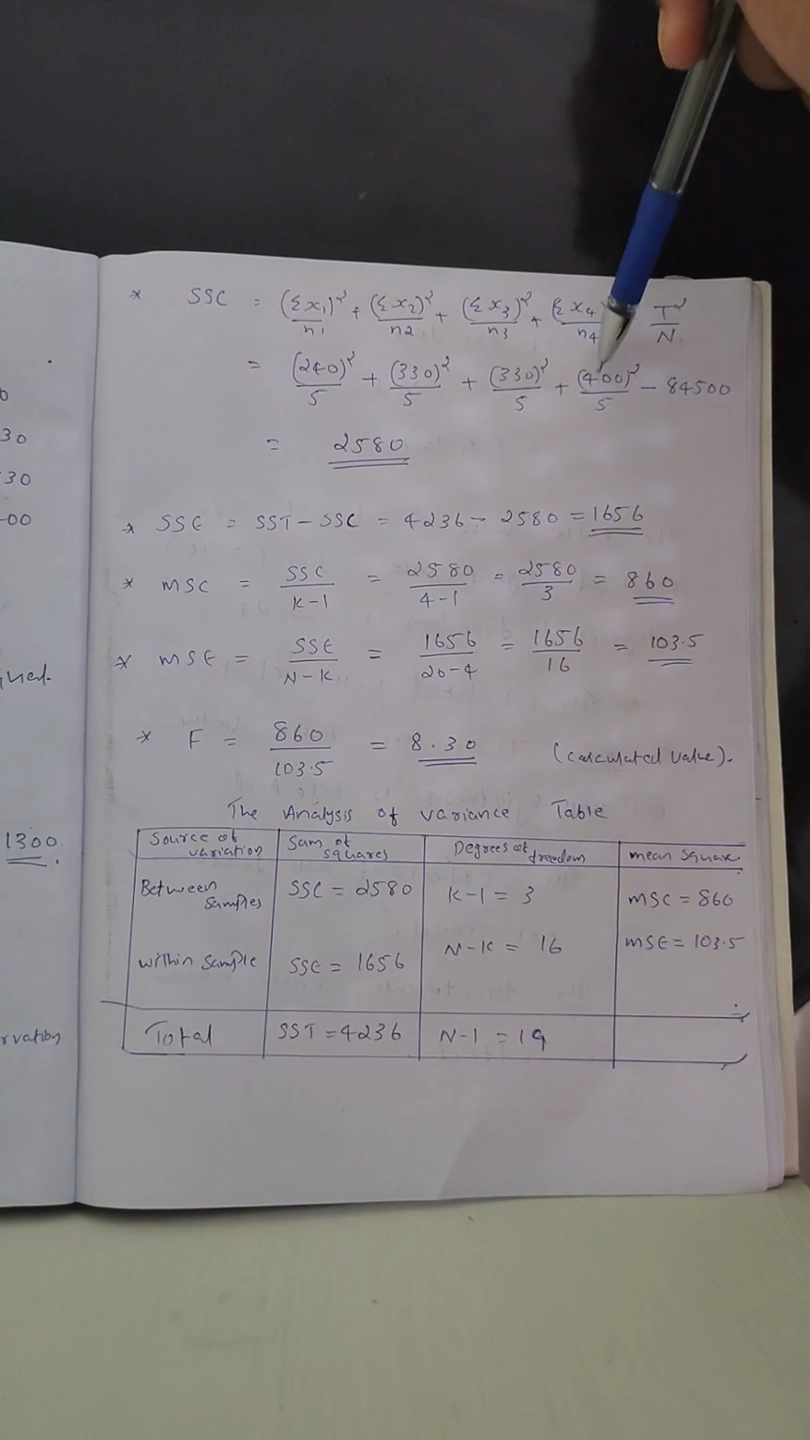 * SSC = (Σx₁)²/n1 + (Σx₂)²/n2 + (Σx₃)²/n3 + (Σx₄/n4 T²/N
= (240)²/5 + (330)²/5 + (330)²/5 + (400)²/5 - 84500
= 2580
* SSE = SST - SSC = 4236 - 2580 = 1656
* MSC = SSC/K-1 = 2580/4-1 = 2580/3 = 860
* MSE = SSE/N-K = 1656/20-4 = 1656/16 = 103.5
* F = 860/103.5 = 8.30 (calculated value).
The Analysis of variance Table
Source of variation Sum of squares Degrees of freedom mean square
Between samples SSC = 2580 K-1 = 3 MSC = 860
within sample SSE = 1656 N-K = 16 MSE = 103.5
Total SST = 4236 N-1 = 19
30
30
00
1300.